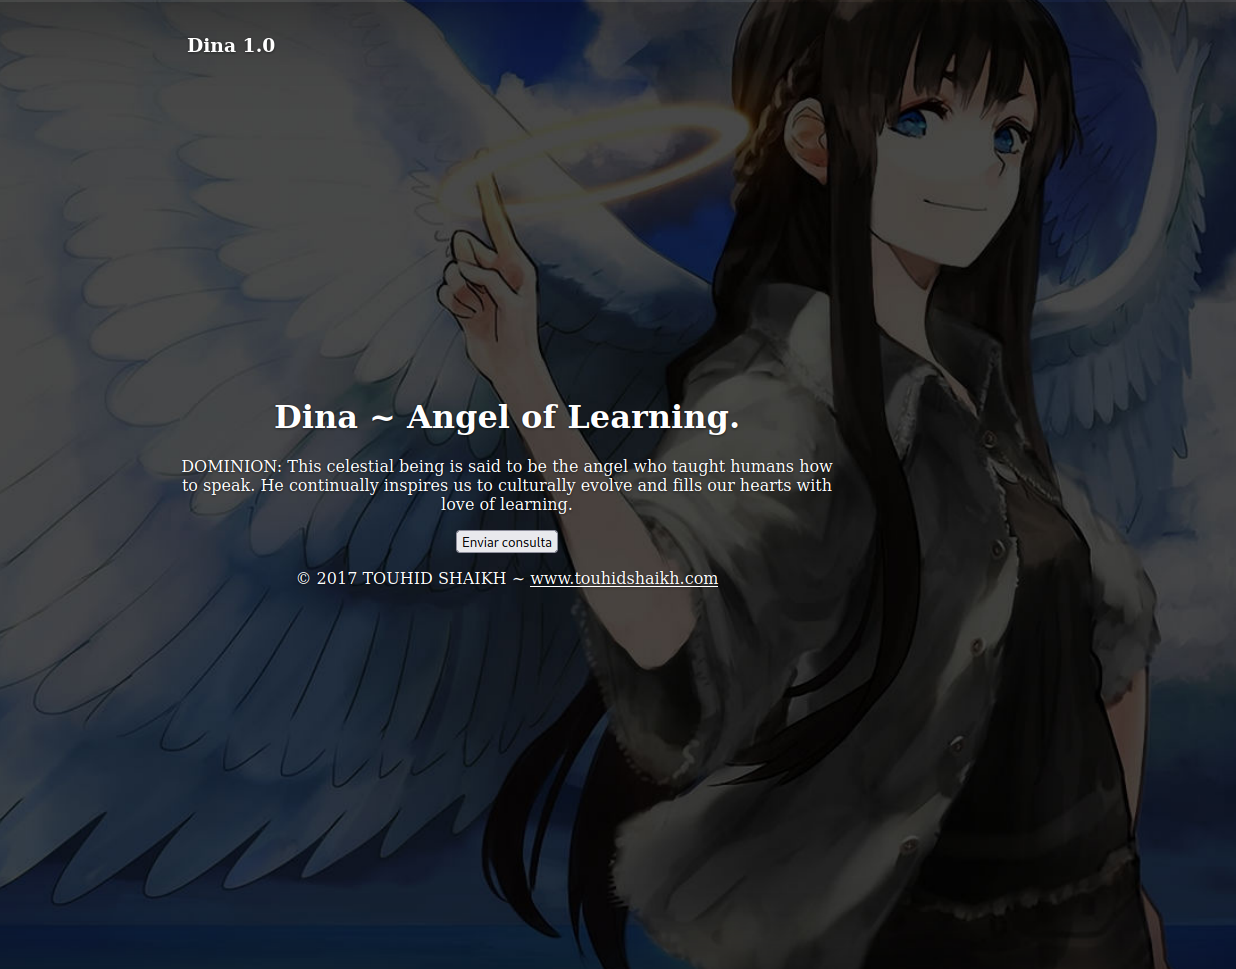 Dina 1.0
Dina ~ Angel of Learning.
DOMINION: This celestial being is said to be the angel who taught humans how
to speak. He continually inspires us to culturally evolve and fills our hearts with
love of learning.
Enviar consulta
© 2017 TOUHID SHAIKH ~ www.touhidshaikh.com